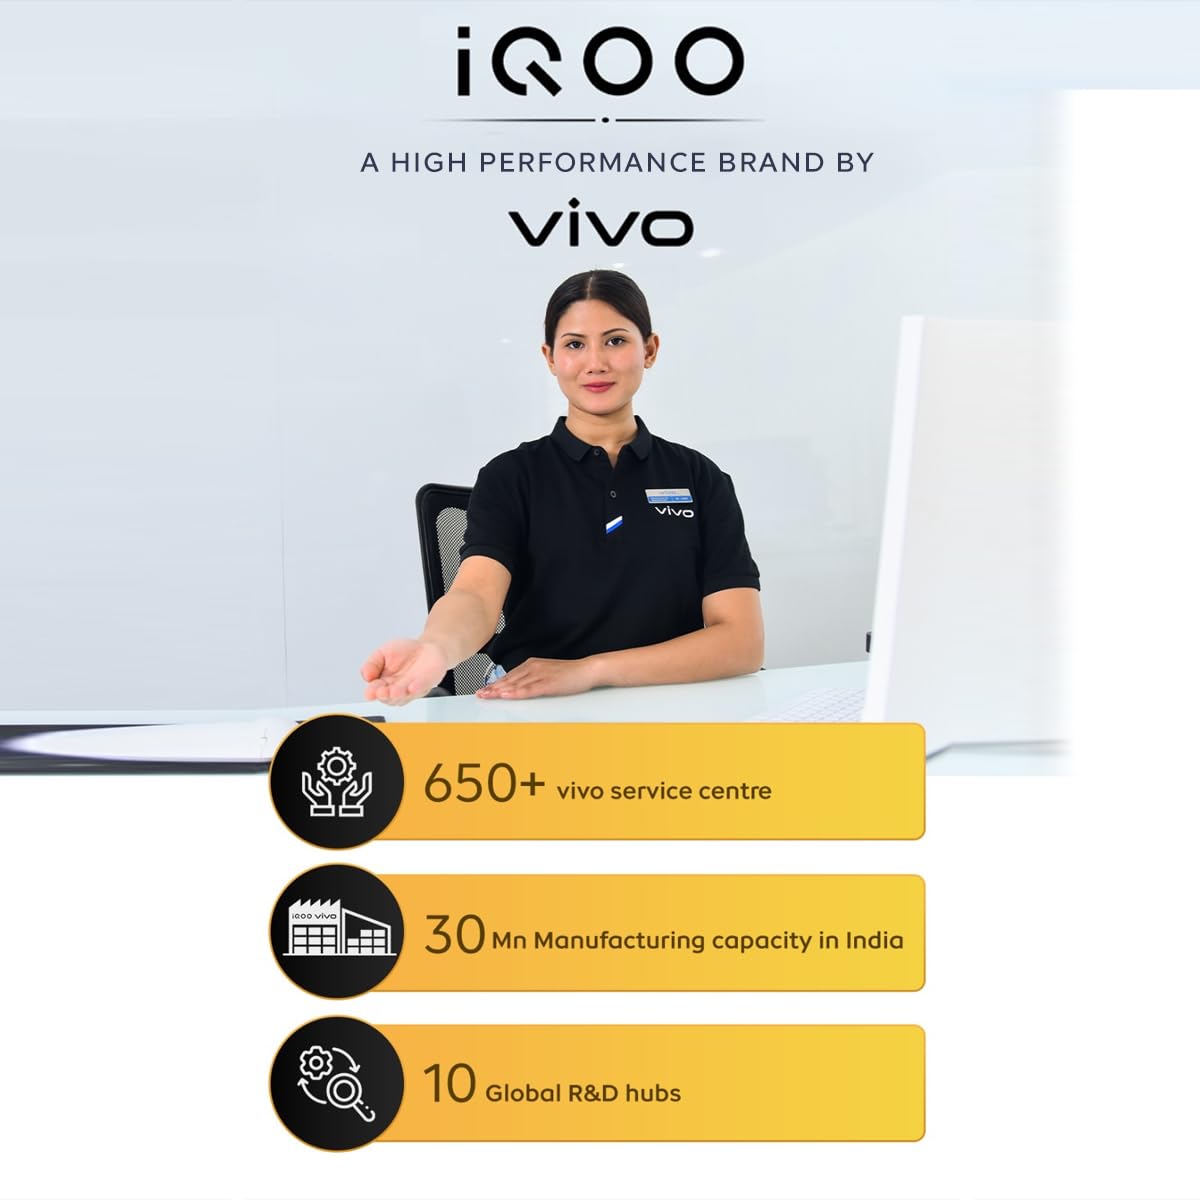 iQOO
A HIGH PERFORMANCE BRAND BY
vivo
vivo
650+ vivo service centre
iQOO vivo
30 Mn Manufacturing capacity in India
10 Global R&D hubs